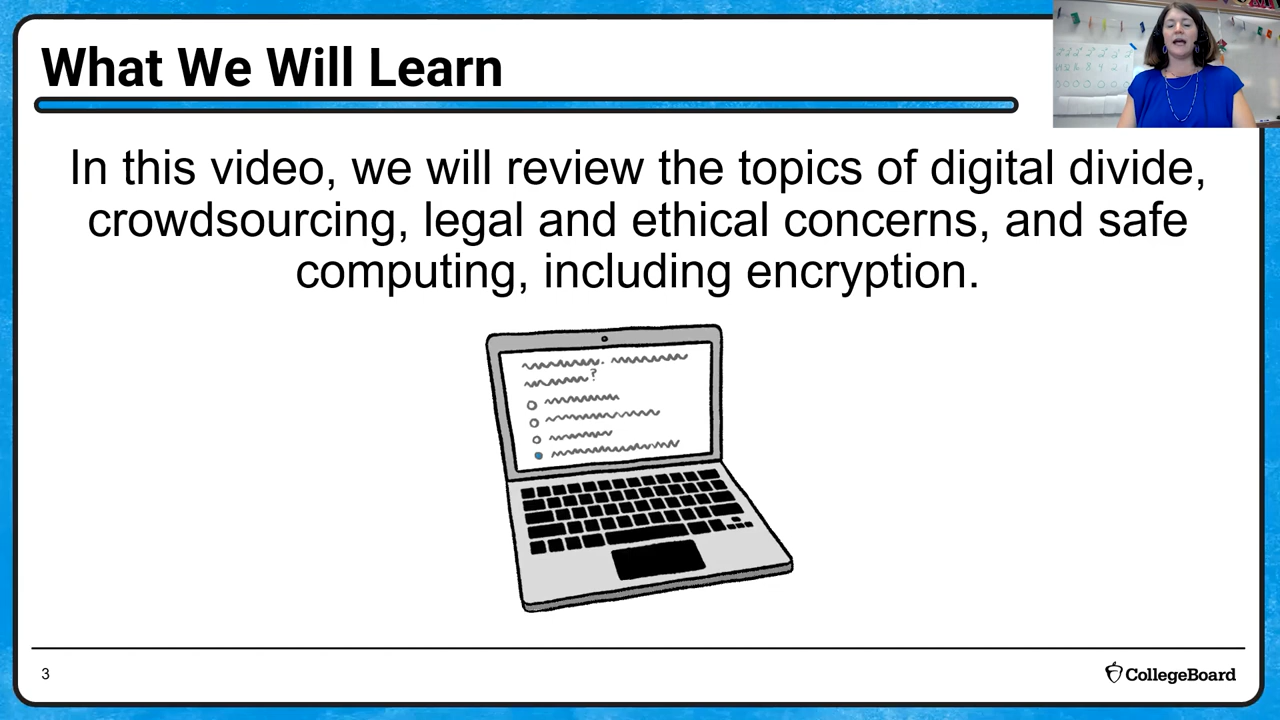 What We Will Learn
In this video, we will review the topics of digital divide,
crowdsourcing, legal and ethical concerns, and safe
computing, including encryption.
?
3
CollegeBoard